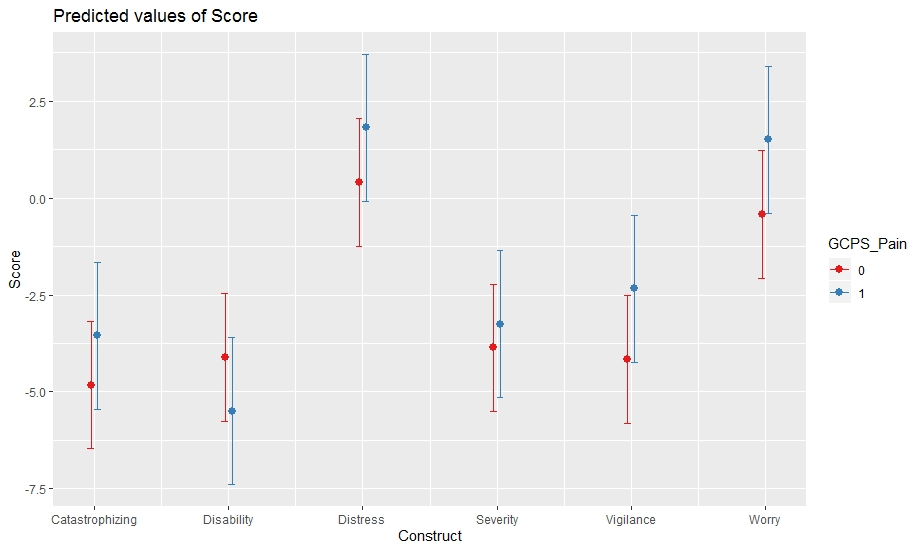 Predicted values of Score
Score
2.5
0.0
-2.5
-5.0
-7.5
Catastrophizing Disability Distress Severity Vigilance Worry
Construct
GCPS_Pain
0
1